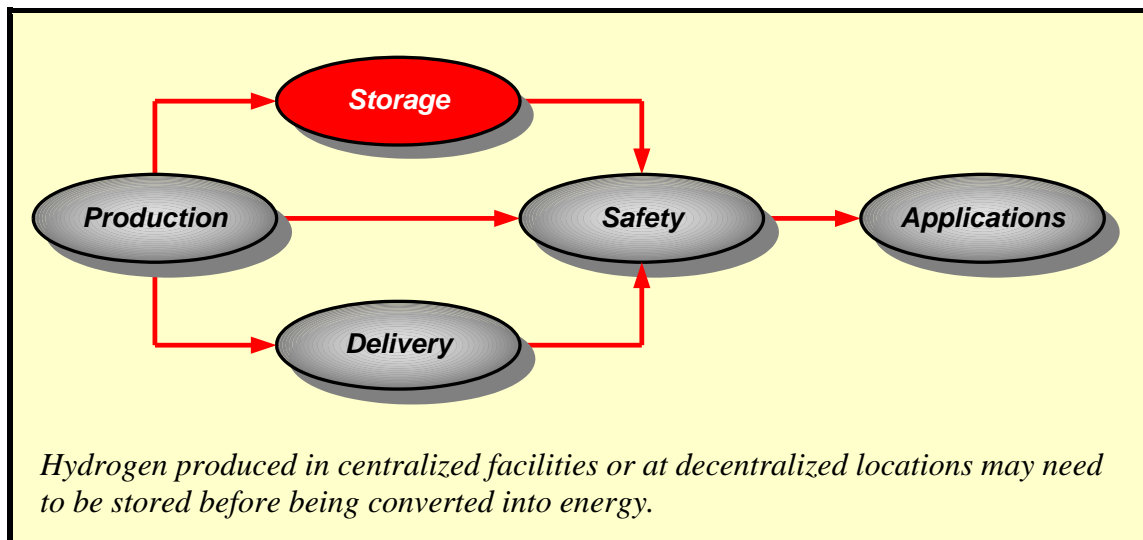 Storage
Production
Safety
Applications
Delivery
Hydrogen produced in centralized facilities or at decentralized locations may need
to be stored before being converted into energy.